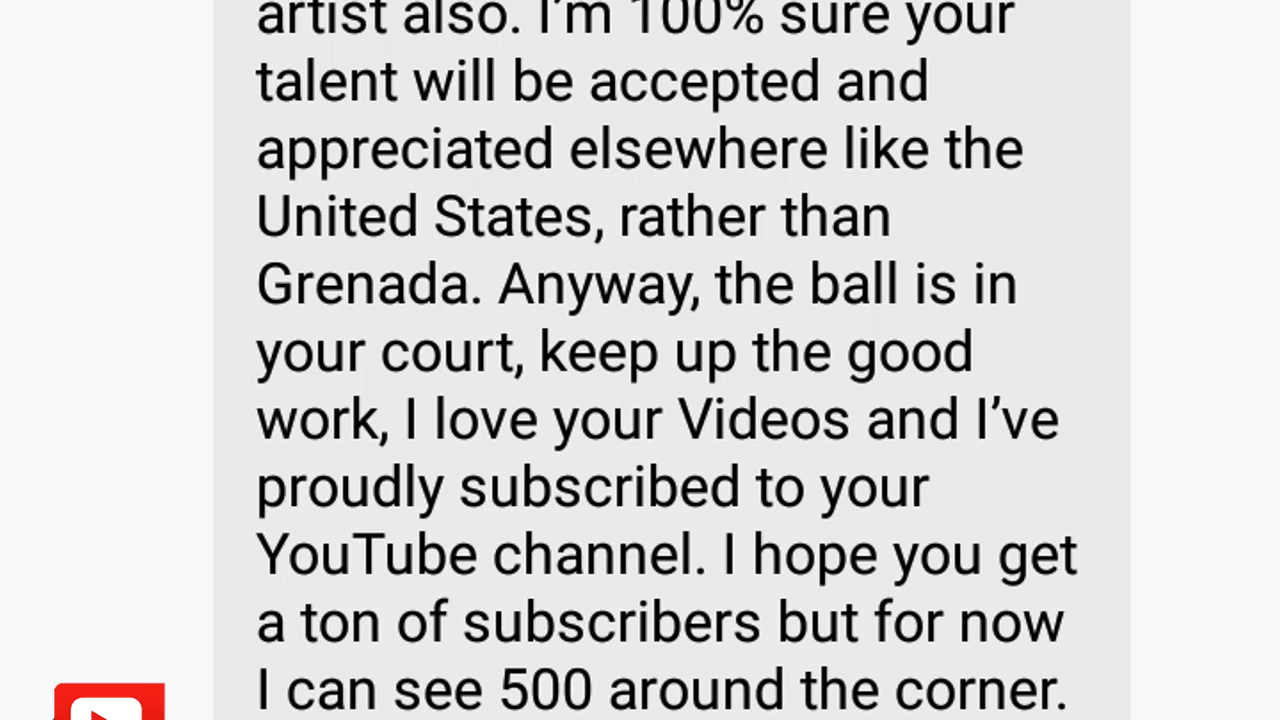 artist also. I’m 100% sure your
talent will be accepted and
appreciated elsewhere like the
United States, rather than
Grenada. Anyway, the ball is in
your court, keep up the good
work, I love your Videos and I’ve
proudly subscribed to your
YouTube channel. I hope you get
a ton of subscribers but for now
I can see 500 around the corner.